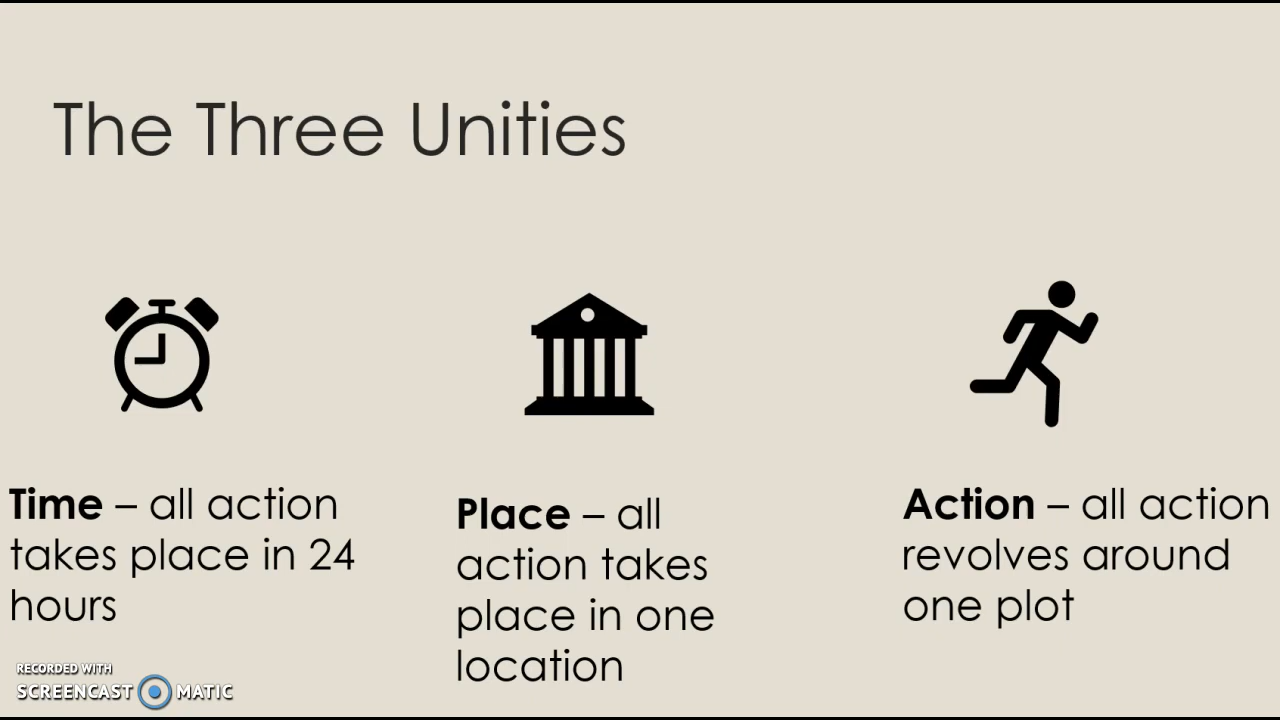 The Three Unities
Time – all action
takes place in 24
hours
Place – all
action takes
place in one
location
Action – all action
revolves around
one plot
RECORDED WITH
SCREENCAST MATIC